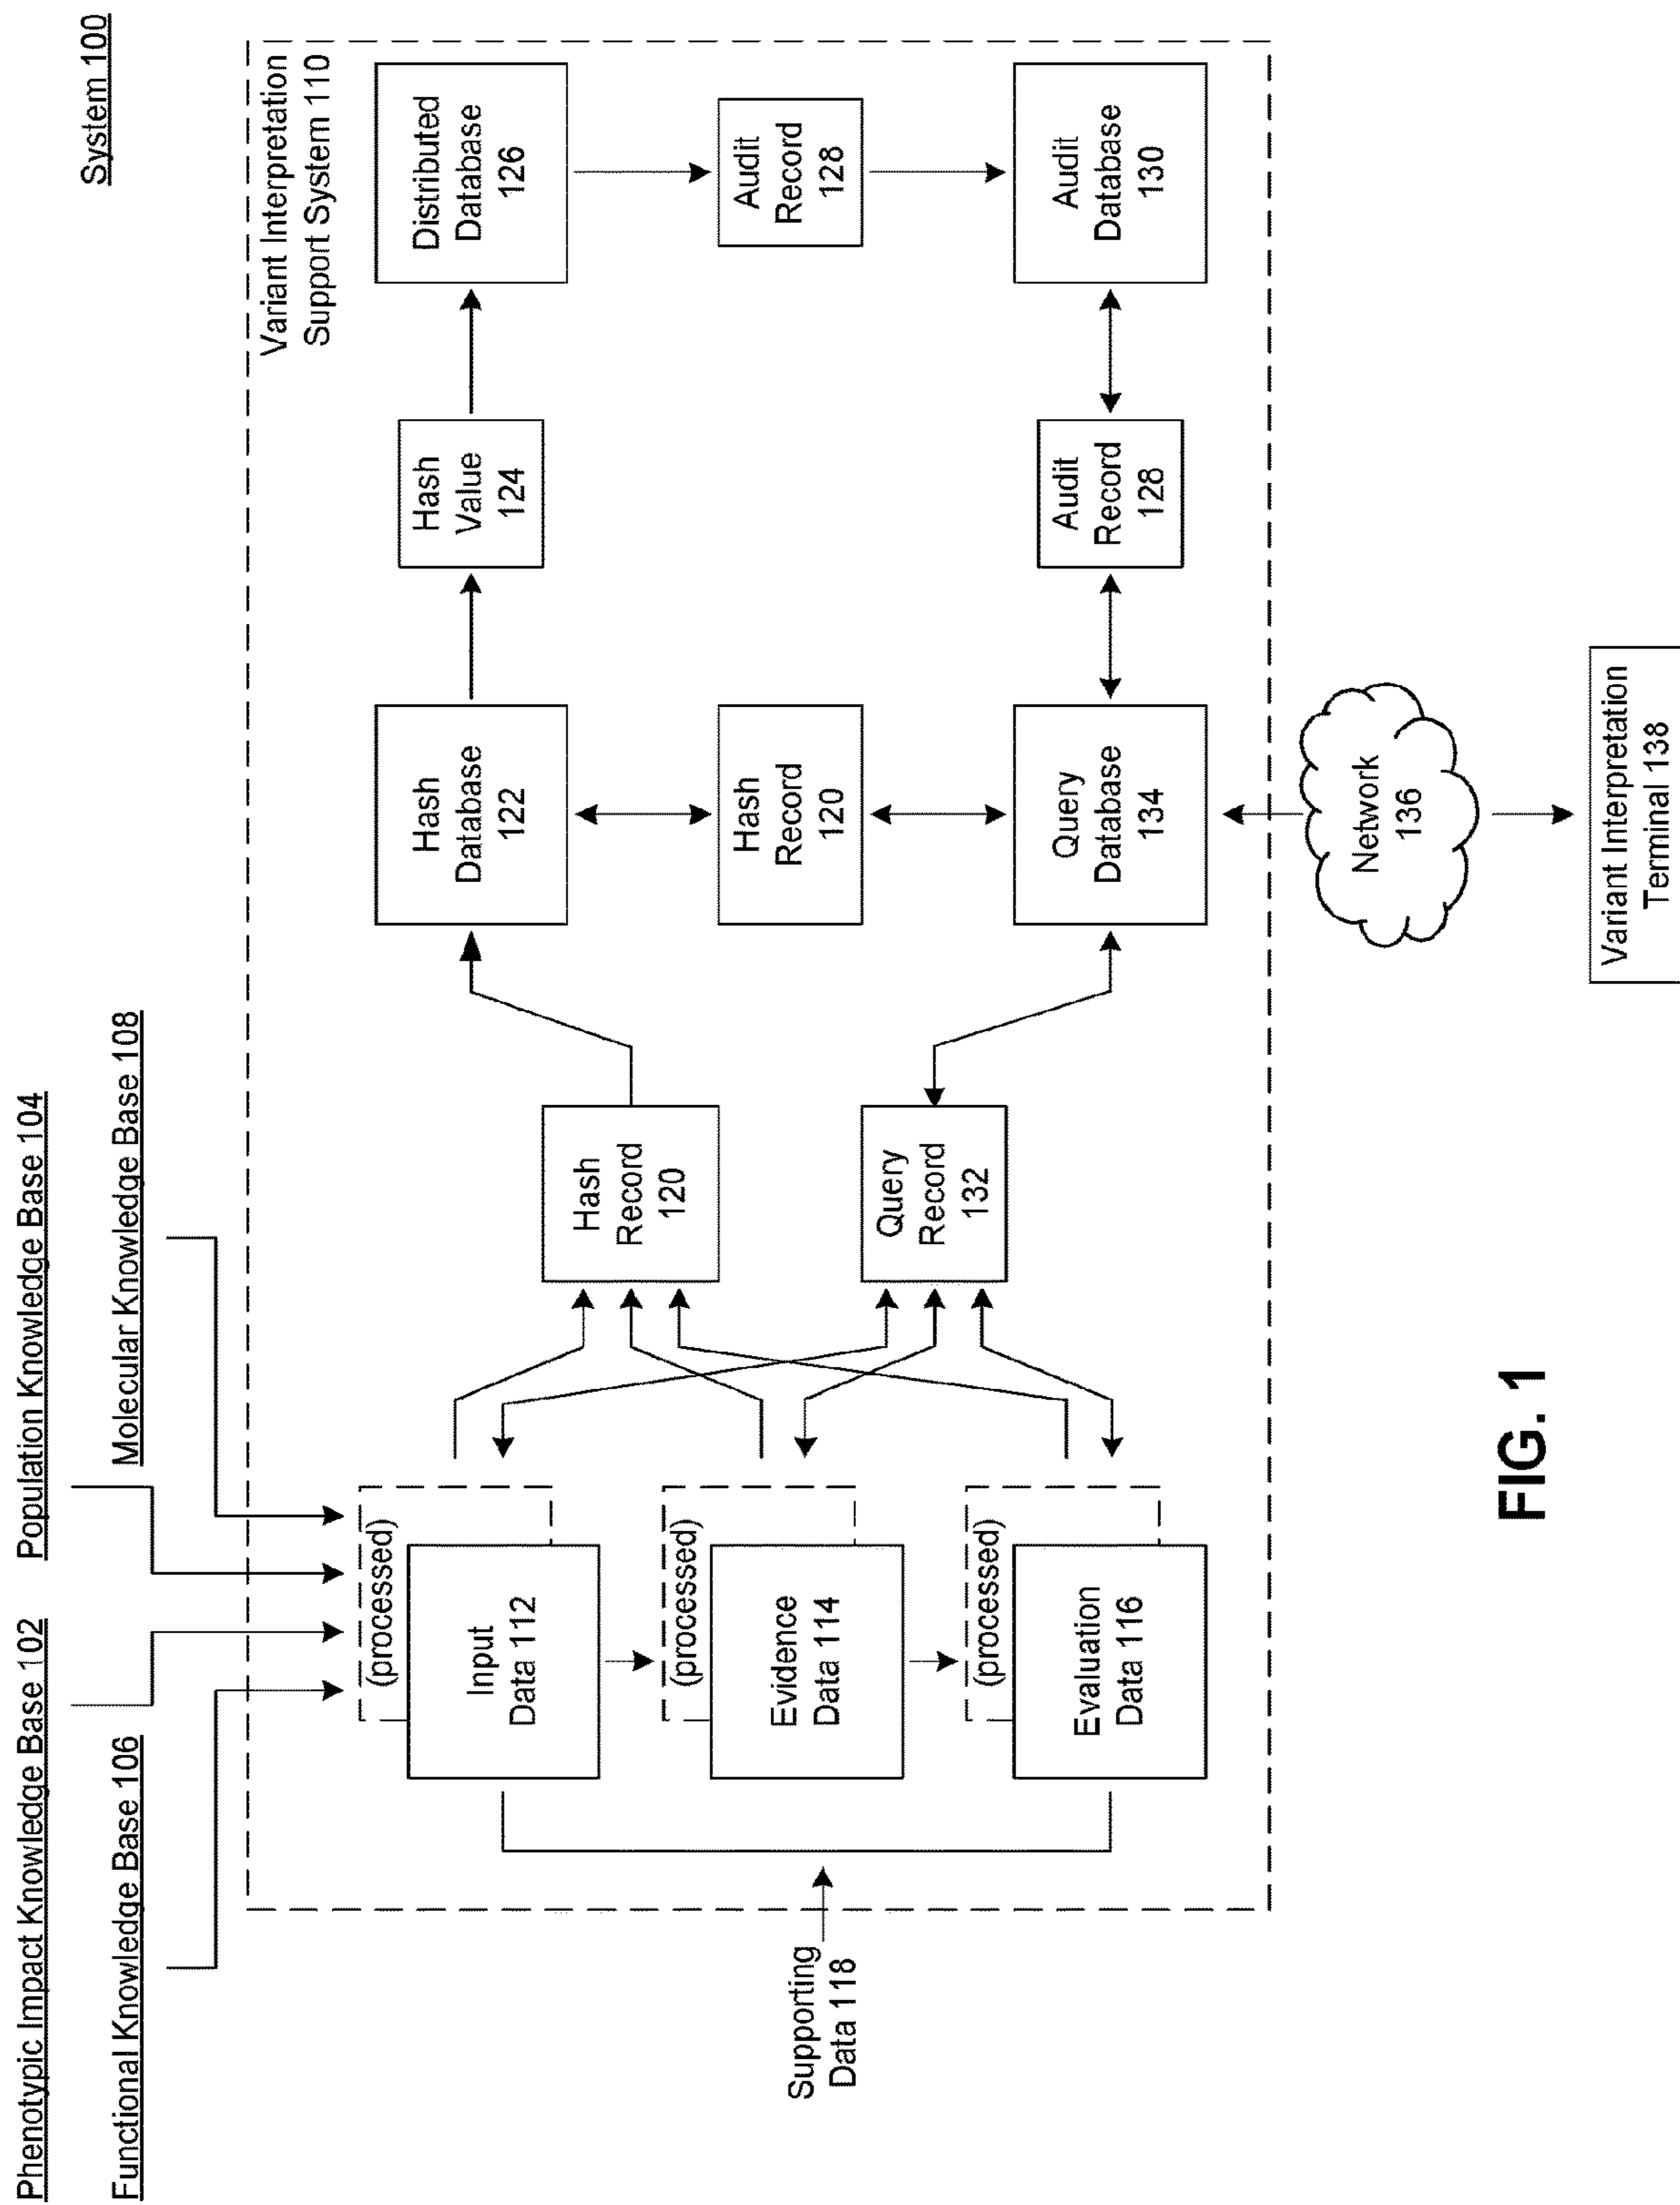 System 100
Phenotypic Impact Knowledge Base 102
Population Knowledge Base 104
Functional Knowledge Base 106
Molecular Knowledge Base 108
Variant Interpretation
Support System 110
(processed)
Input
Data 112
(processed)
Evidence
Data 114
(processed)
Evaluation
Data 116
Supporting
Data 118
Hash
Record
120
Query
Record
132
Hash
Database
122
Hash
Record
120
Query
Database
134
Hash
Value
124
Audit
Record
128
Distributed
Database
126
Audit
Record
128
Audit
Database
130
Network
136
Variant Interpretation
Terminal 138
FIG. 1